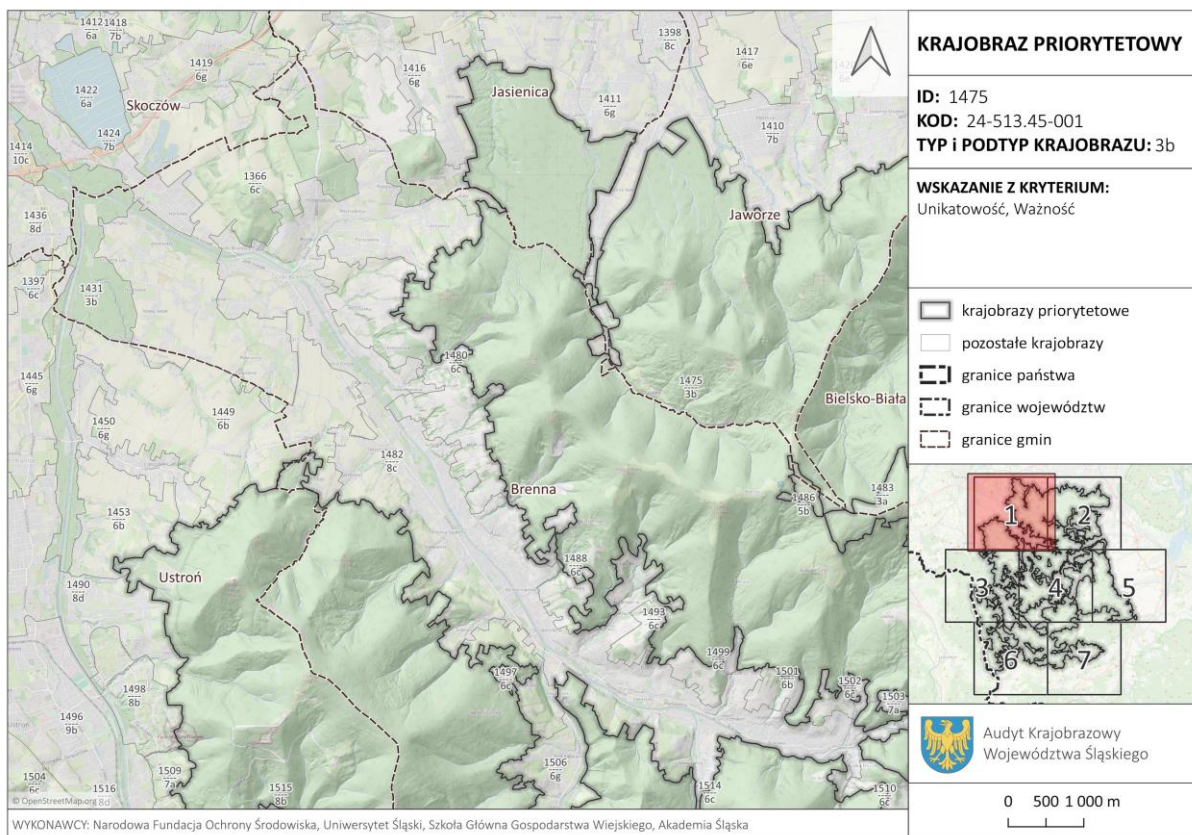 1412
6a
1418
7b
1419
6g
1422
6a
1424
7b
Skoczów
1414
10c
1416
6g
1398
8c
1417
6e
Jasienica
1411
6g
1410
7b
1366
6c
1436
8d
1397
6c
1431
3b
Jaworze
1445
6g
1480
6c
1475
3b
Bielsko-Biała
1450
6g
1449
6b
1482
8c
Brenna
1486
5b
1483
3a
1453
6b
1488
6c
Ustroń
1490
8d
1493
6c
1499
6c
1497
6c
1501
6b
1502
6c
1503
7a
1498
8b
1496
9b
1506
6g
1504
6c
1509
7a
1516
8d
1515
8b
1514
6c
1510
6c
© OpenStreetMap.org
WYKONAWCY: Narodowa Fundacja Ochrony Środowiska, Uniwersytet Śląski, Szkoła Główna Gospodarstwa Wiejskiego, Akademia Śląska
KRAJOBRAZ PRIORYTETOWY
ID: 1475
KOD: 24-513.45-001
TYP i PODTYP KRAJOBRAZU: 3b
WSKAZANIE Z KRYTERIUM:
Unikatowość, Ważność
krajobrazy priorytetowe
pozostałe krajobrazy
granice państwa
granice województw
granice gmin
1
2
3
4
5
6
7
Audyt Krajobrazowy
Województwa Śląskiego
0 500 1 000 m